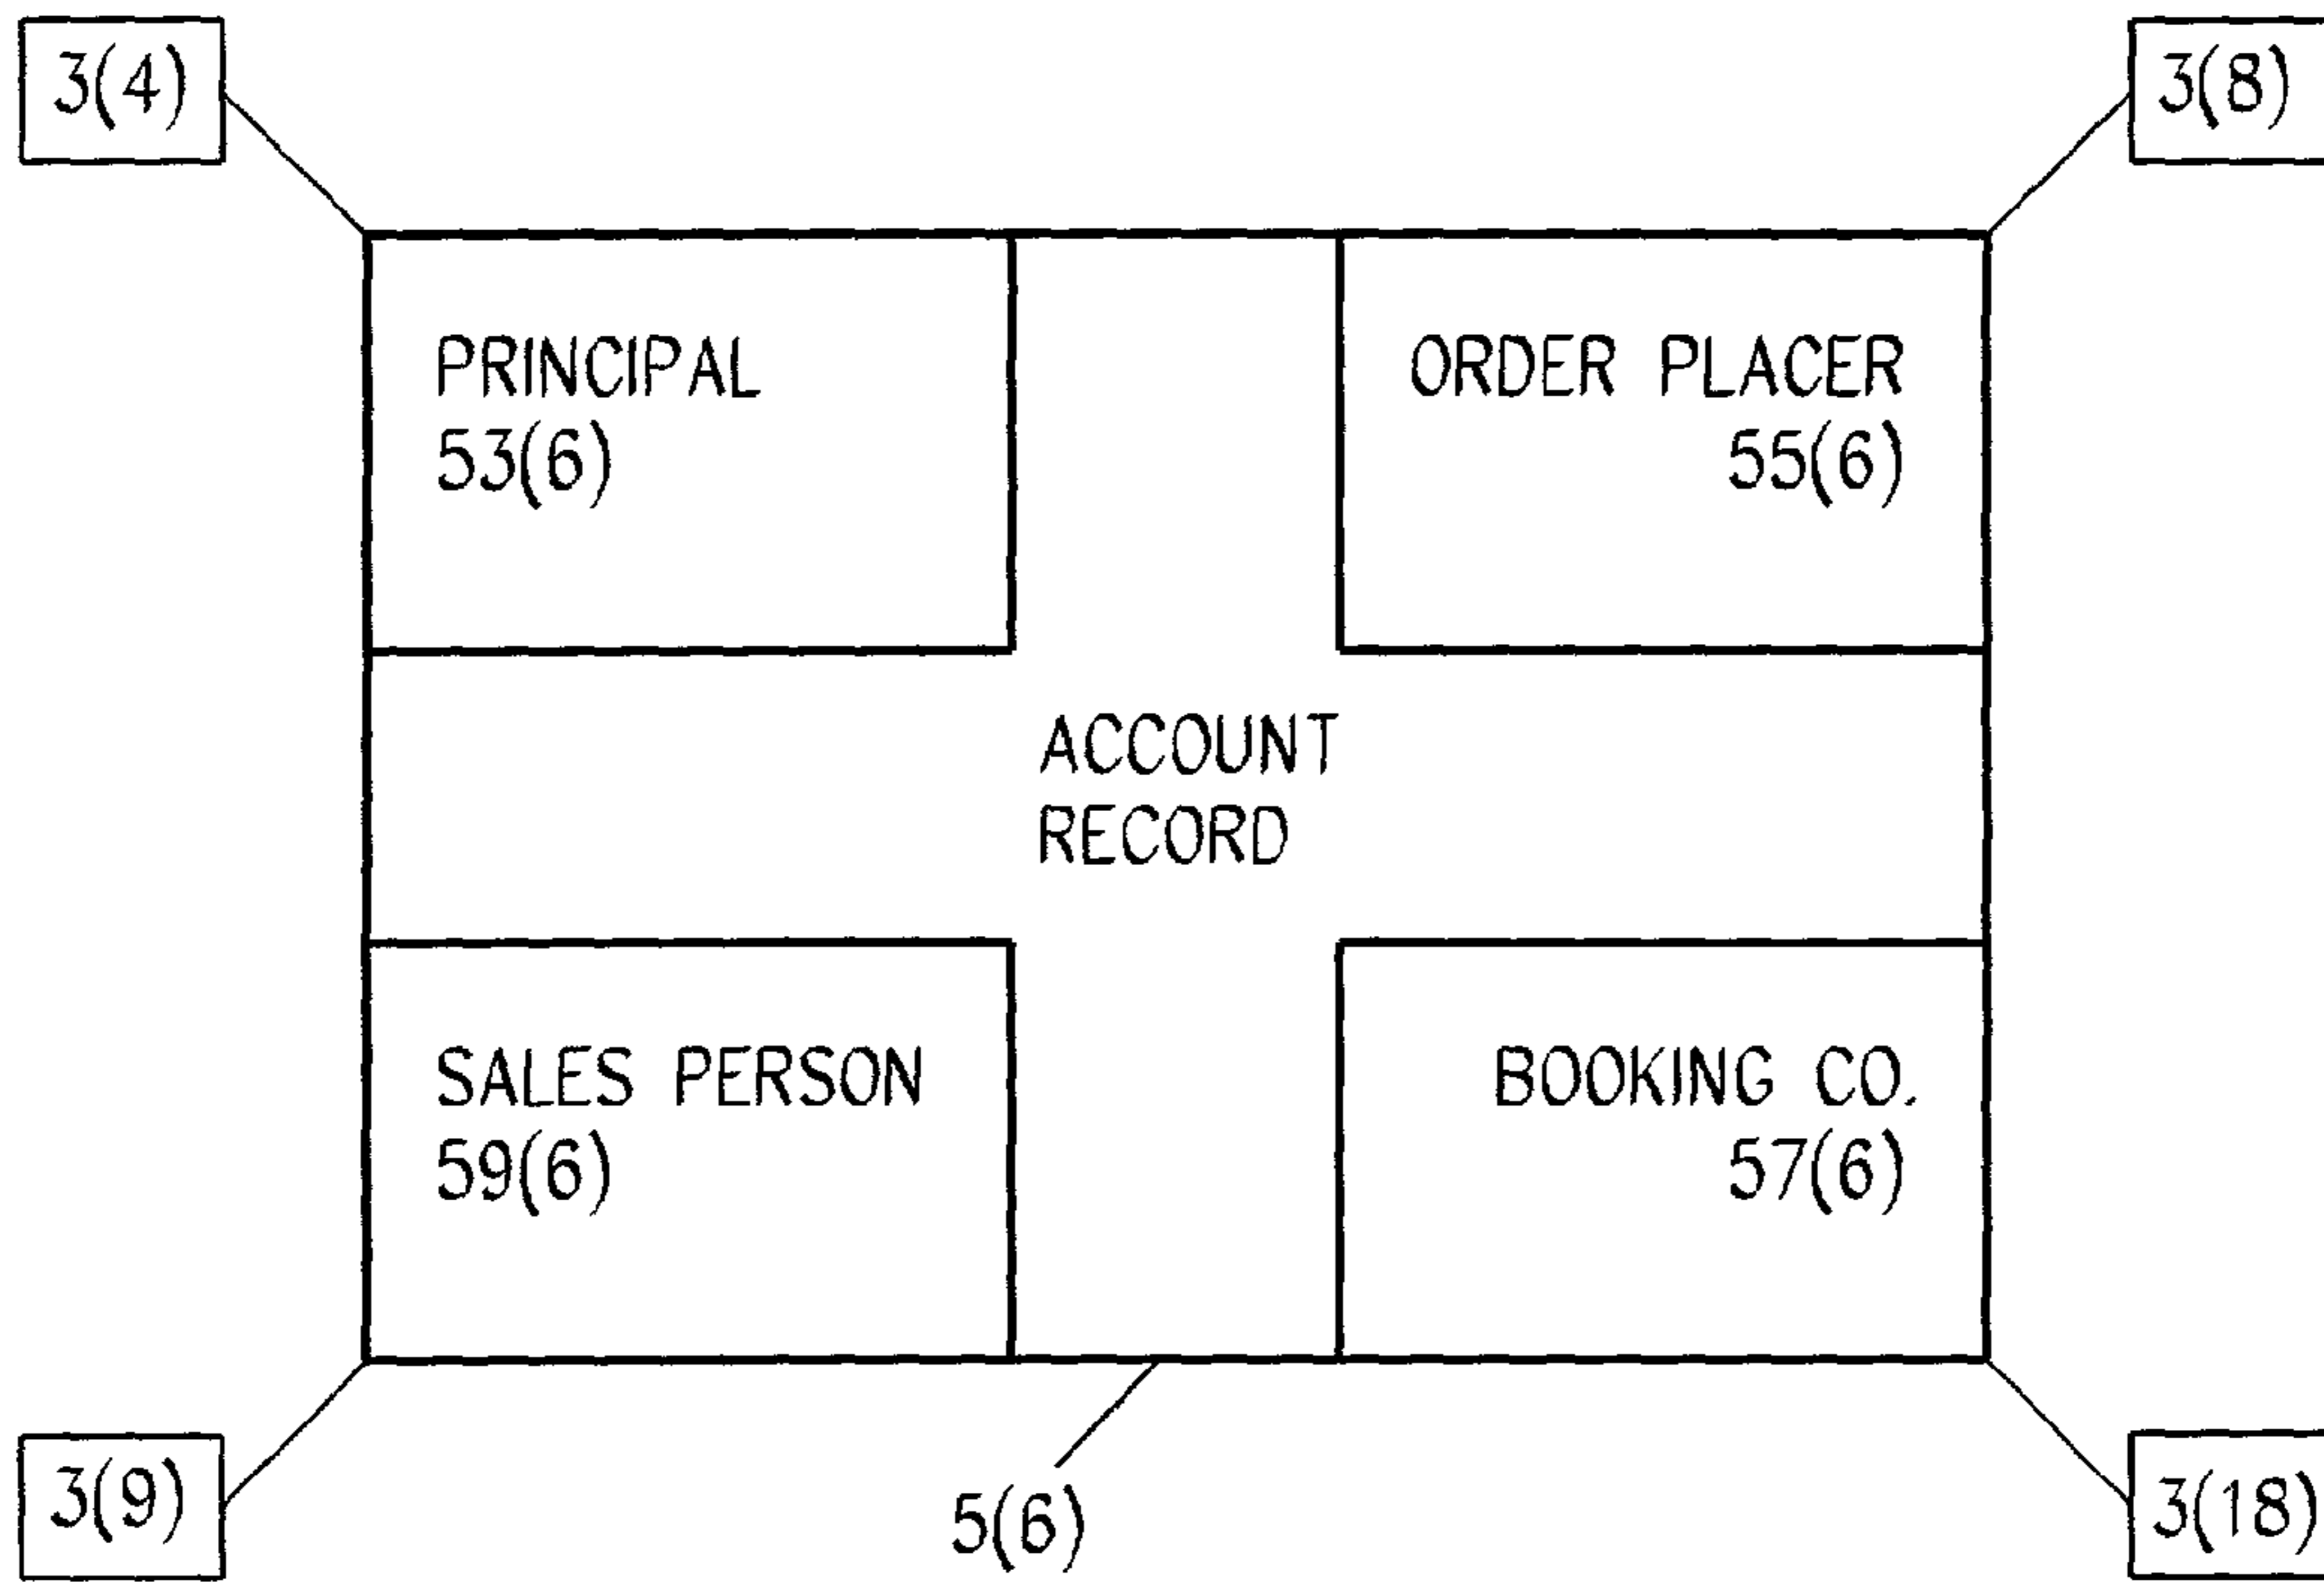 3(4)
3(8)
PRINCIPAL
53(6)
ORDER PLACER
55(6)
ACCOUNT
RECORD
SALES PERSON
59(6)
BOOKING CO.
57(6)
3(9)
5(6)
3(18)